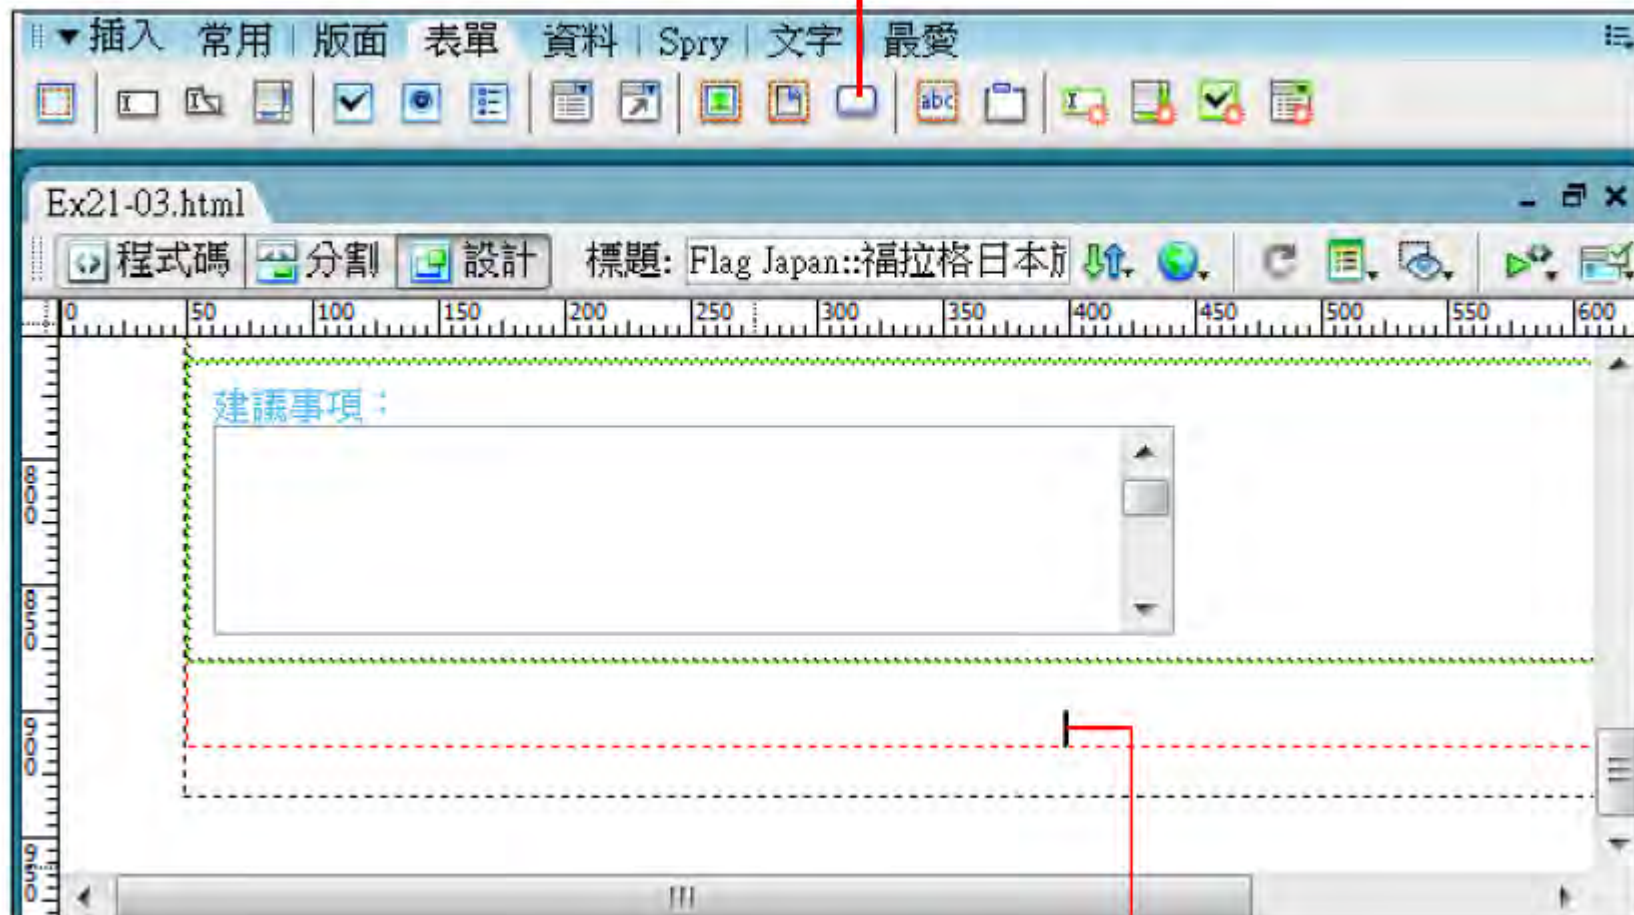 ▼插入 常用 版面 表單 資料 Spry 文字 最愛
abc
Ex21-03.html
程式碼 分割 設計 標題: Flag Japan::福拉格日本旅
0 50 100 150 200 250 300 350 400 450 500 550 600
建議事項：
800
850
900
950